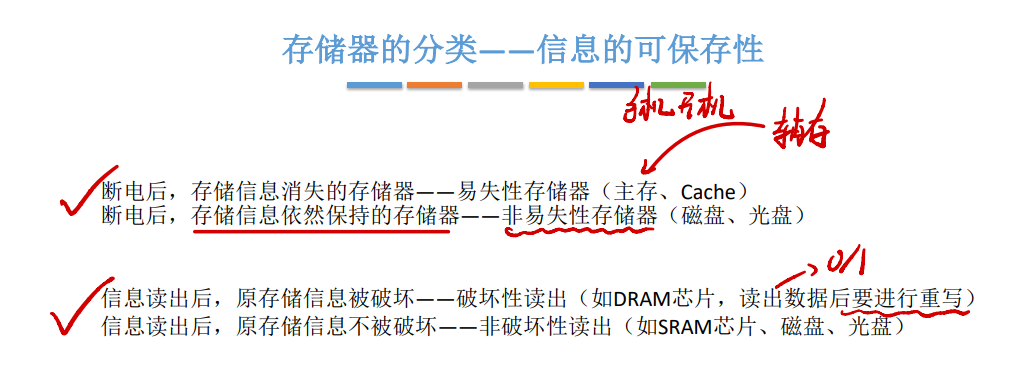 存储器的分类——信息的可保存性
手机开机
辅存
断电后，存储信息消失的存储器——易失性存储器（主存、Cache）
断电后，存储信息依然保持的存储器——非易失性存储器（磁盘、光盘）
0/1
信息读出后，原存储信息被破坏——破坏性读出（如DRAM芯片，读出数据后要进行重写）
信息读出后，原存储信息不被破坏——非破坏性读出（如SRAM芯片、磁盘、光盘）